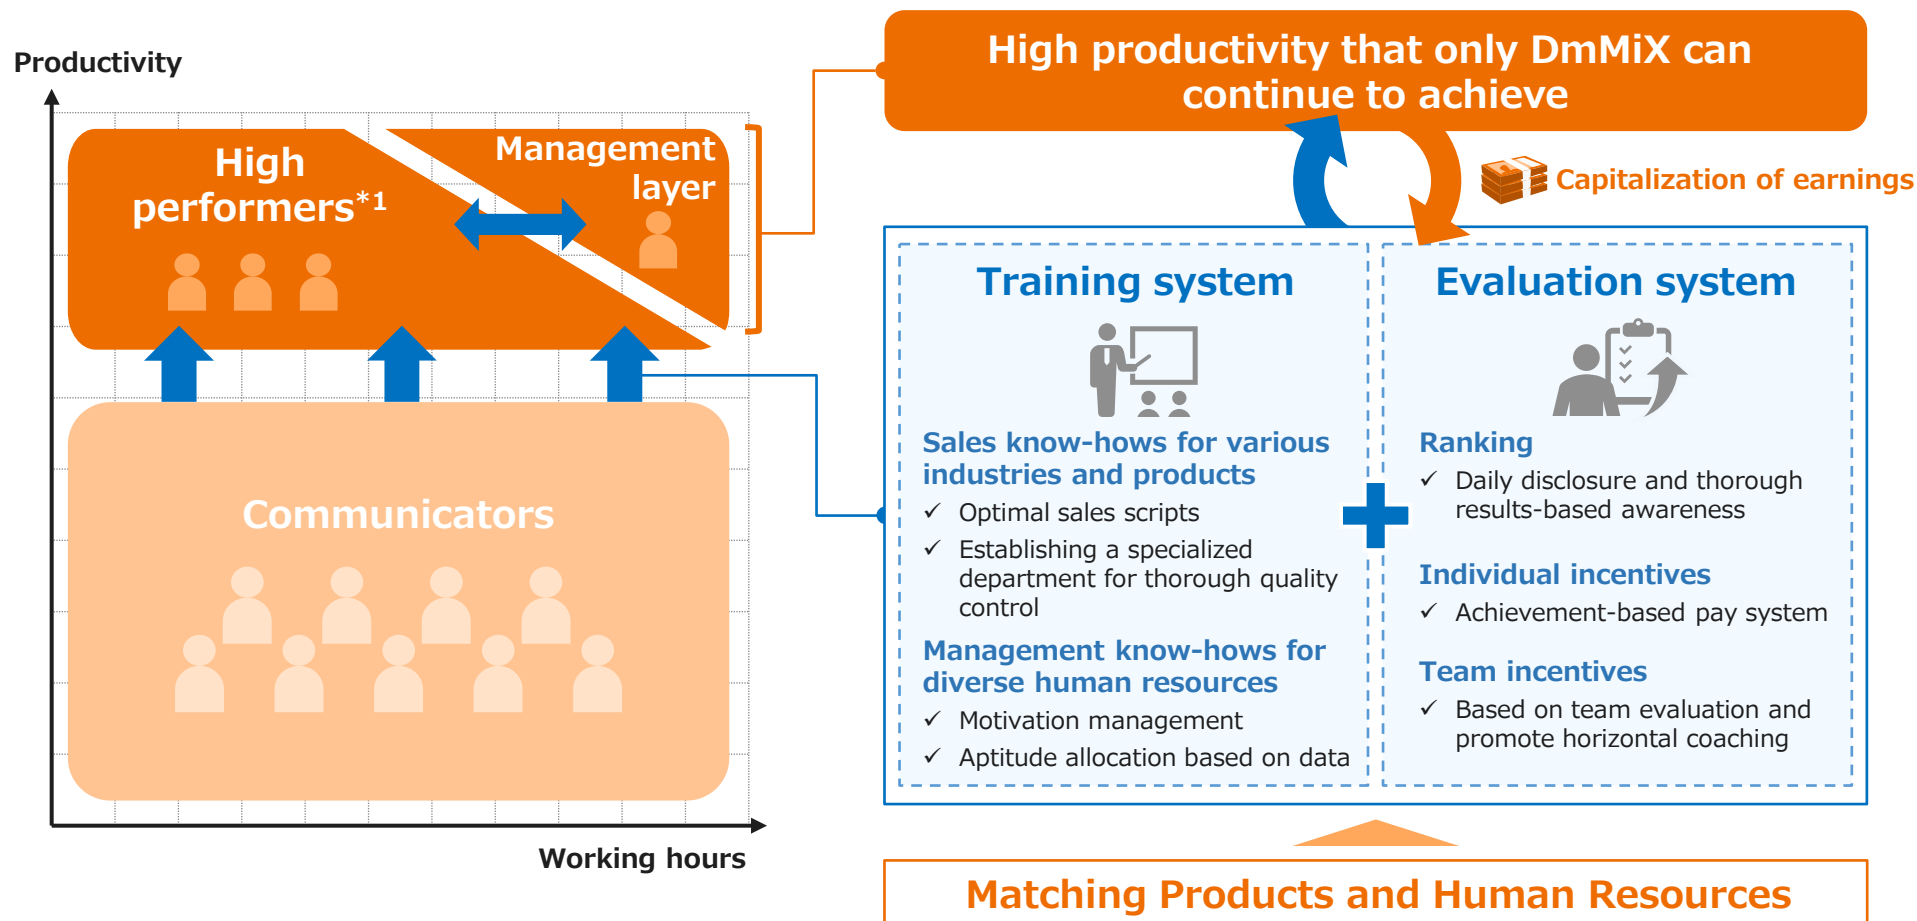 Productivity
High
performers*1
Management
layer
Communicators
Working hours
High productivity that only DmMiX can
continue to achieve
Capitalization of earnings
Training system
Sales know-hows for various
industries and products
✓ Optimal sales scripts
✓ Establishing a specialized
department for thorough quality
control
Management know-hows for
diverse human resources
✓ Motivation management
✓ Aptitude allocation based on data
Evaluation system
Ranking
✓ Daily disclosure and thorough
results-based awareness
Individual incentives
✓ Achievement-based pay system
Team incentives
✓ Based on team evaluation and
promote horizontal coaching
Matching Products and Human Resources